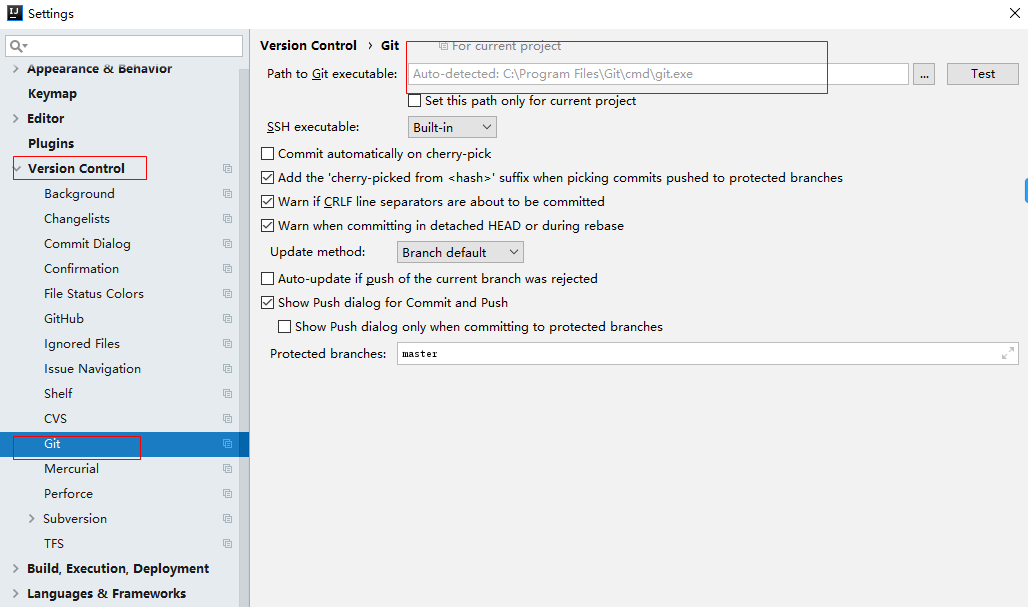 IJ Settings
Appearance & Behavior
Keymap
Editor
Plugins
Version Control
Background
Changelists
Commit Dialog
Confirmation
File Status Colors
GitHub
Ignored Files
Issue Navigation
Shelf
CVS
Git
Mercurial
Perforce
Subversion
TFS
Build, Execution, Deployment
Languages & Frameworks
Version Control › Git For current project
Path to Git executable: Auto-detected: C:\Program Files\Git\cmd\git.exe ... Test
Set this path only for current project
SSH executable: Built-in
Commit automatically on cherry-pick
Add the 'cherry-picked from <hash>' suffix when picking commits pushed to protected branches
Warn if CRLF line separators are about to be committed
Warn when committing in detached HEAD or during rebase
Update method: Branch default
Auto-update if push of the current branch was rejected
Show Push dialog for Commit and Push
Show Push dialog only when committing to protected branches
Protected branches: master